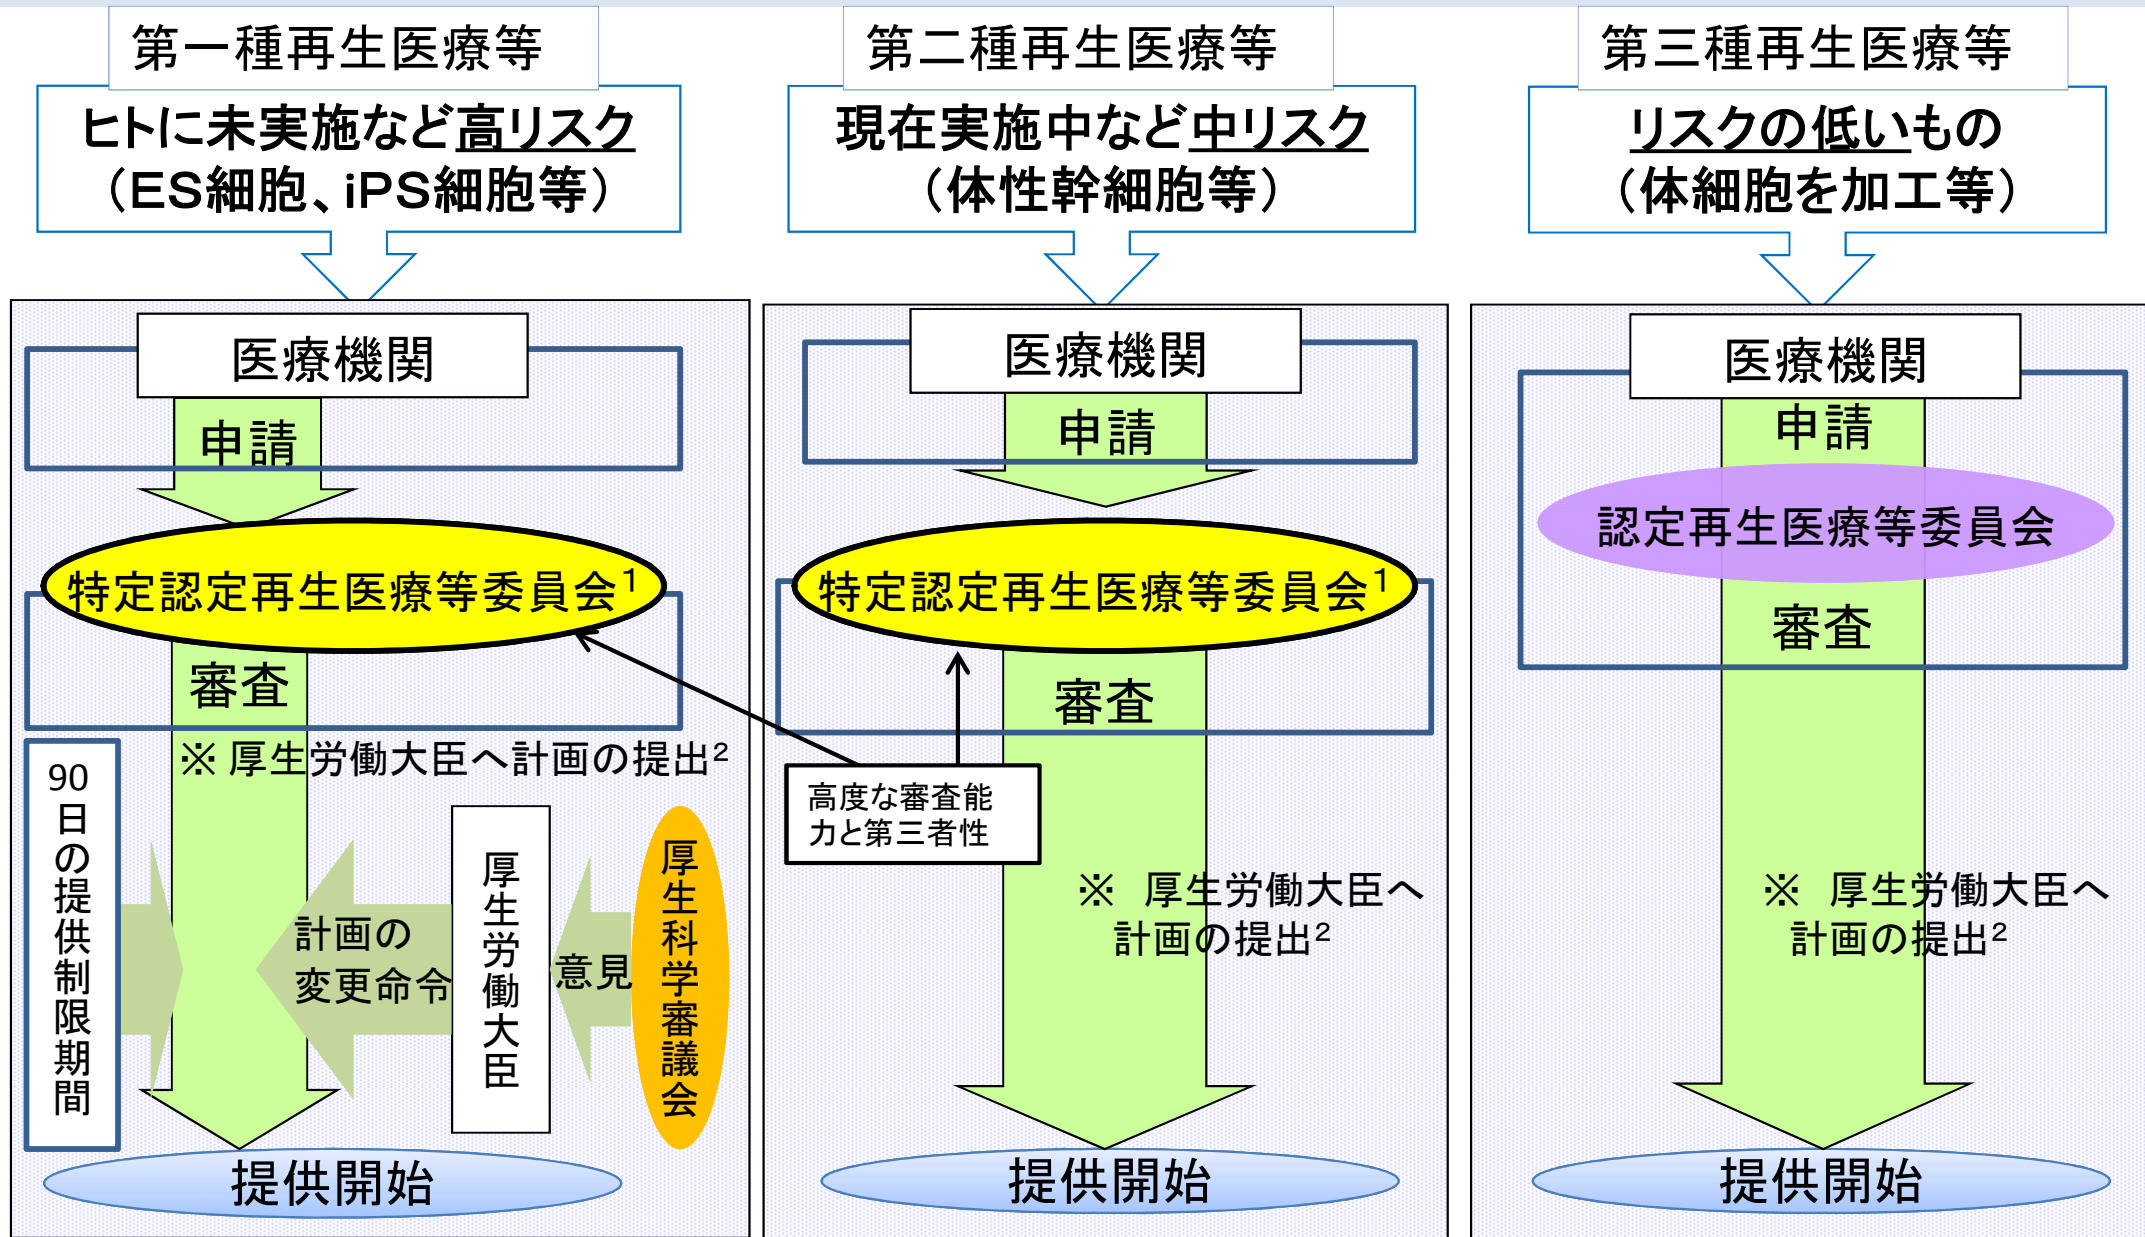 第一種再生医療等
ヒトに未実施など高リスク
（ES細胞、iPS細胞等）
医療機関
申請
特定認定再生医療等委員会1
審査
※ 厚生労働大臣へ計画の提出2
90日の提供制限期間
計画の
変更命令
厚生労働大臣
意見
厚生科学審議会
提供開始
第二種再生医療等
現在実施中など中リスク
（体性幹細胞等）
医療機関
申請
特定認定再生医療等委員会1
審査
高度な審査能
力と第三者性
※ 厚生労働大臣へ
計画の提出2
提供開始
第三種再生医療等
リスクの低いもの
（体細胞を加工等）
医療機関
申請
認定再生医療等委員会
審査
※ 厚生労働大臣へ
計画の提出2
提供開始